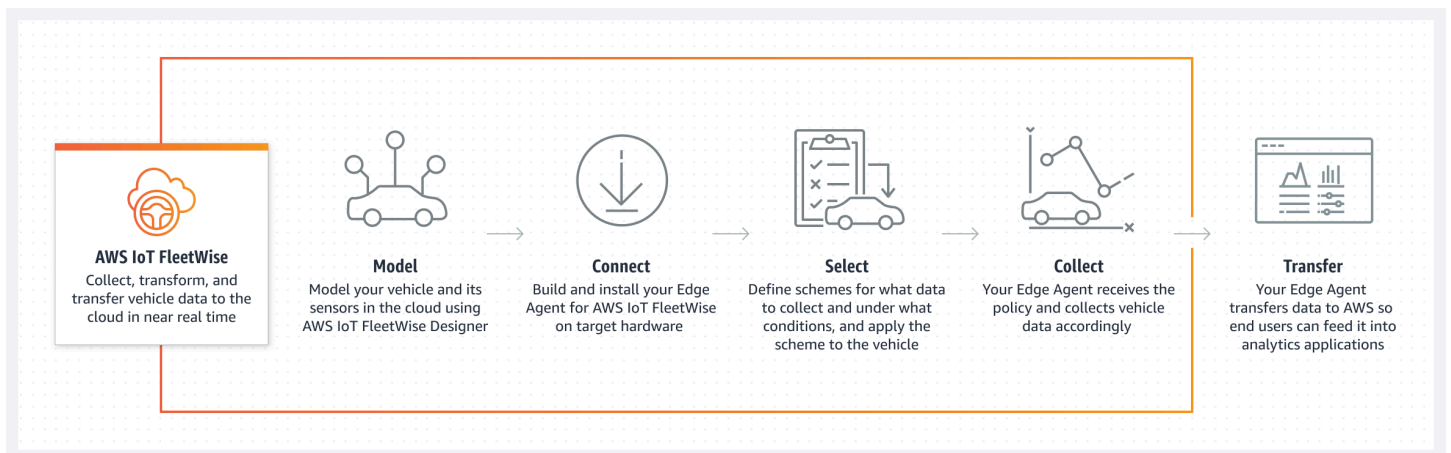 AWS IoT FleetWise
Collect, transform, and
transfer vehicle data to the
cloud in near real time
Model
Model your vehicle and its
sensors in the cloud using
AWS IoT FleetWise Designer
Connect
Build and install your Edge
Agent for AWS IoT FleetWise
on target hardware
Select
Define schemes for what data
to collect and under what
conditions, and apply the
scheme to the vehicle
Collect
Your Edge Agent receives the
policy and collects vehicle
data accordingly
Transfer
Your Edge Agent
transfers data to AWS so
end users can feed it into
analytics applications